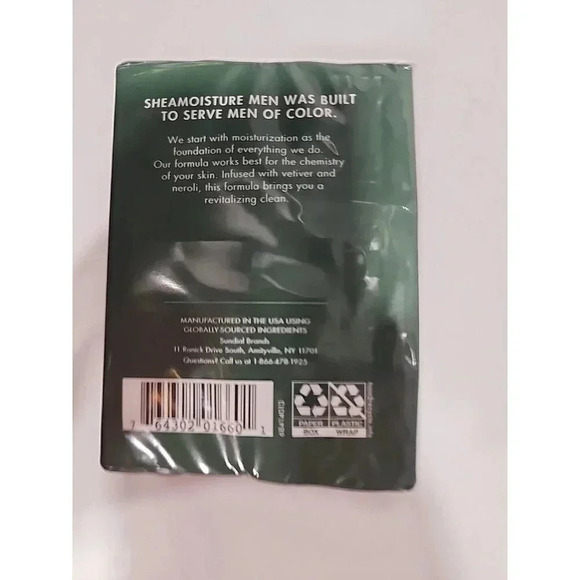 SHEAMOISTURE MEN WAS BUILT
TO SERVE MEN OF COLOR.
We start with moisturization as the
foundation of everything we do.
Our formula works best for the chemistry
of your skin. Infused with vetiver and
neroli, this formula brings you a
revitalizing clean.
MANUFACTURED IN THE USA USING
GLOBALLY-SOURCED INGREDIENTS
Sundial Brands
11 Ranick Drive South, Amityville, NY 11701
Questions? Call us at 1-866-478-1925
7 64302 01660 1
PAPER PLASTIC
BOX WRAP
how2recycle.info